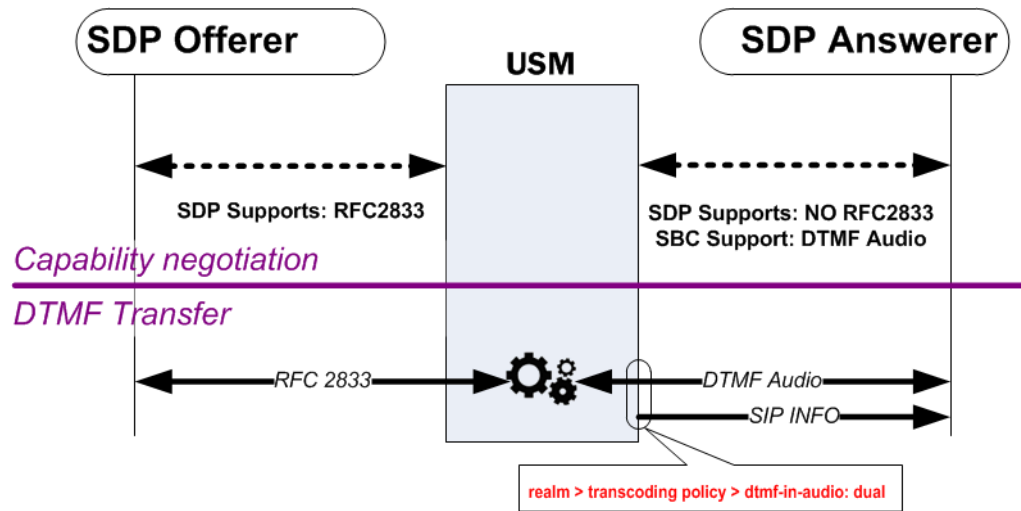 SDP Offerer
SDP Answerer
USM
SDP Supports: RFC2833
SDP Supports: NO RFC2833
SBC Support: DTMF Audio
Capability negotiation
DTMF Transfer
RFC 2833
DTMF Audio
SIP INFO
realm > transcoding policy > dtmf-in-audio: dual